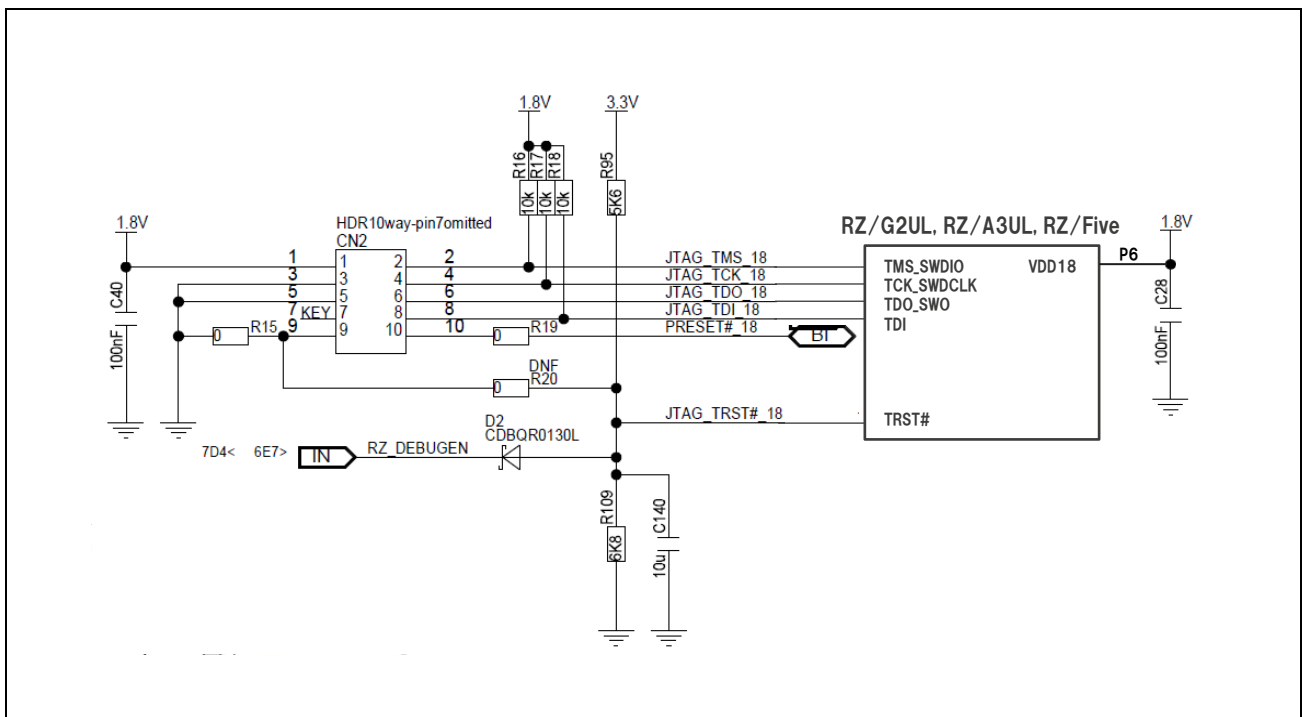 1.8V 3.3V
R16 R17 R18 R95
10k 10k 10k 5K6
1.8V
HDR10way-pin7omitted
CN2
RZ/G2UL, RZ/A3UL, RZ/Five
1.8V
P6
1 1 2 2 JTAG_TMS_18 TMS_SWDIO VDD18
3 3 4 4 JTAG_TCK_18 TCK_SWDCLK
5 5 6 6 JTAG_TDO_18 TDO_SWO
7 KEY 7 8 8 JTAG_TDI_18 TDI
9 9 10 10 PRESET#_18
C40
100nF
0 R15
0 R19
BI
C28
100nF
DNF
0 R20
JTAG_TRST#_18 TRST#
D2
CDBQR0130L
7D4< 6E7> IN RZ_DEBUGEN
R109 C140
6K8 10u